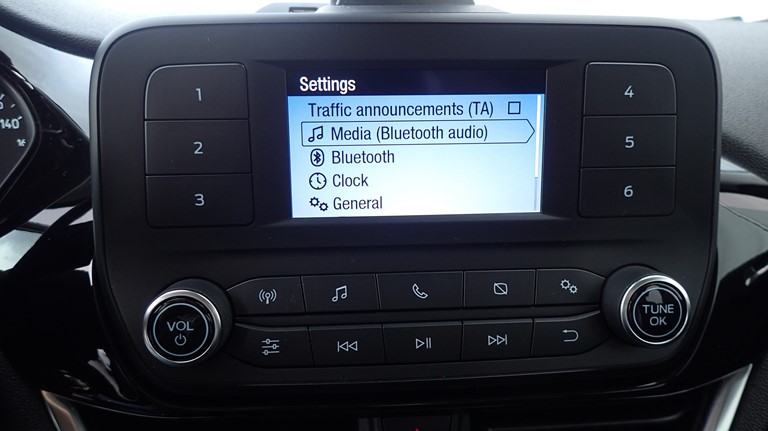 Settings
Traffic announcements (TA)
Media (Bluetooth audio)
Bluetooth
Clock
General
1
2
3
4
5
6
140
VOL
TUNE
OK